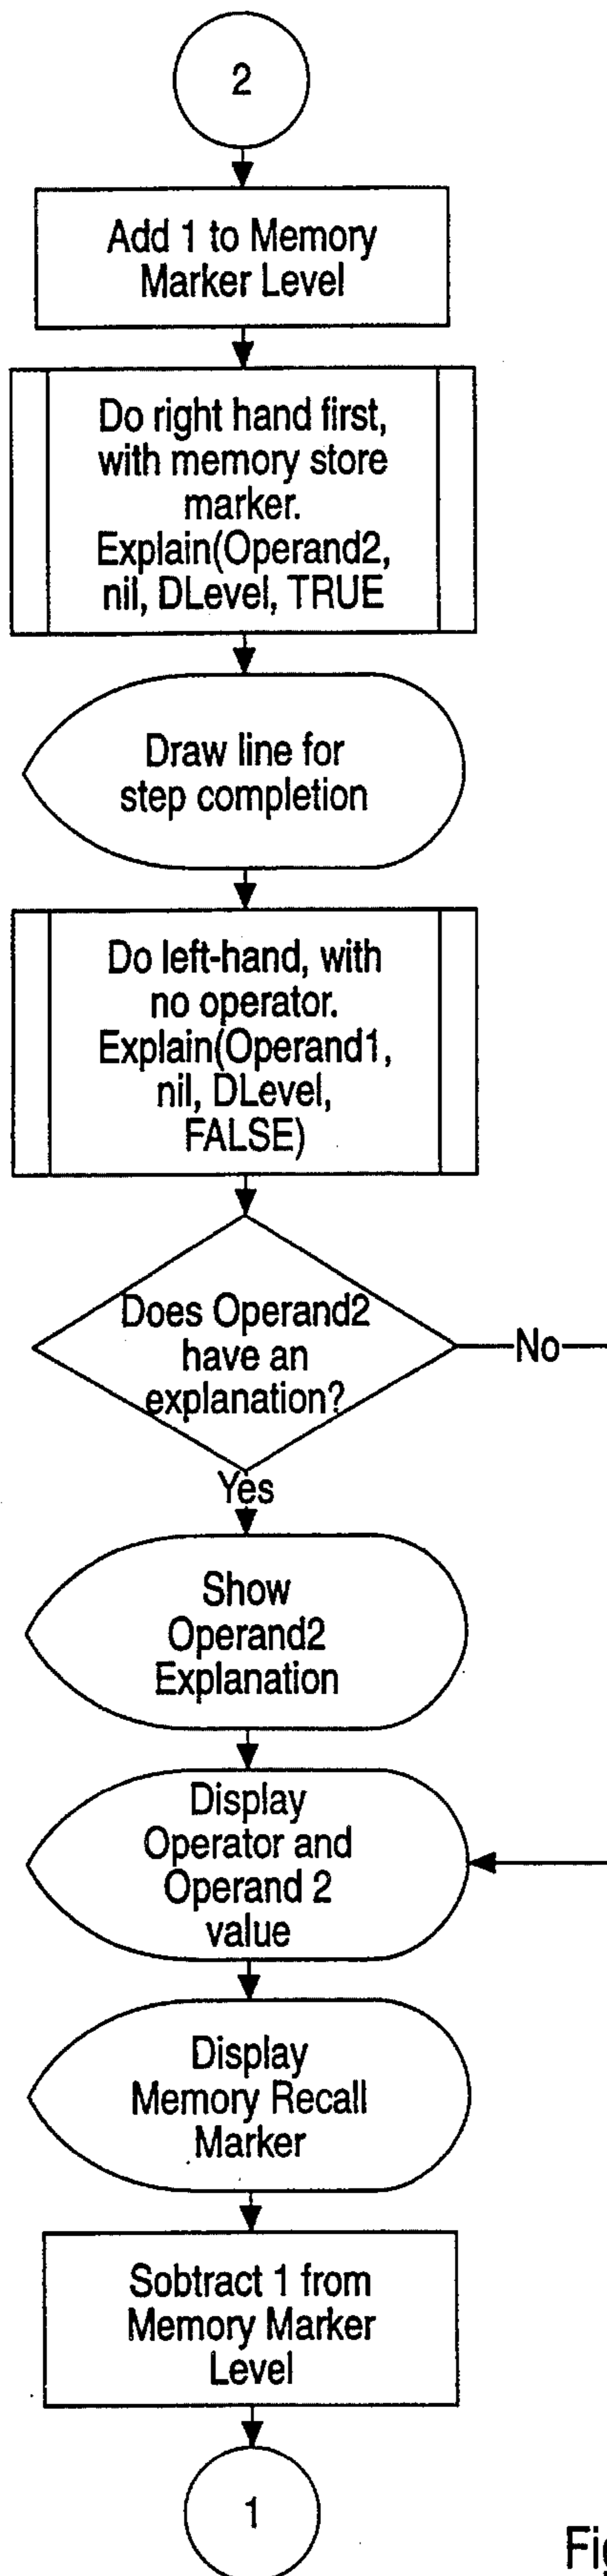 2
Add 1 to Memory
Marker Level
Do right hand first,
with memory store
marker.
Explain(Operand2,
nil, DLevel, TRUE
Draw line for
step completion
Do left-hand, with
no operator.
Explain(Operand1,
nil, DLevel,
FALSE)
Does Operand2
have an
explanation?
No
Yes
Show
Operand2
Explanation
Display
Operator and
Operand 2
value
Display
Memory Recall
Marker
Sobtract 1 from
Memory Marker
Level
1